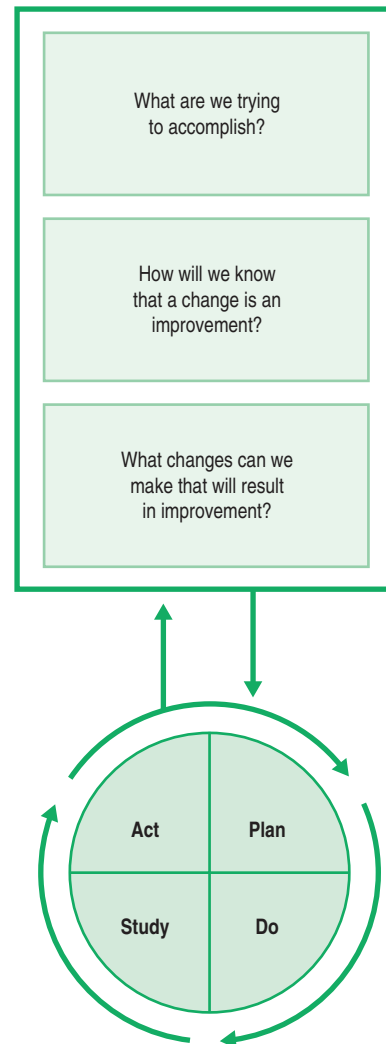 What are we trying
to accomplish?
How will we know
that a change is an
improvement?
What changes can we
make that will result
in improvement?
Act
Plan
Study
Do